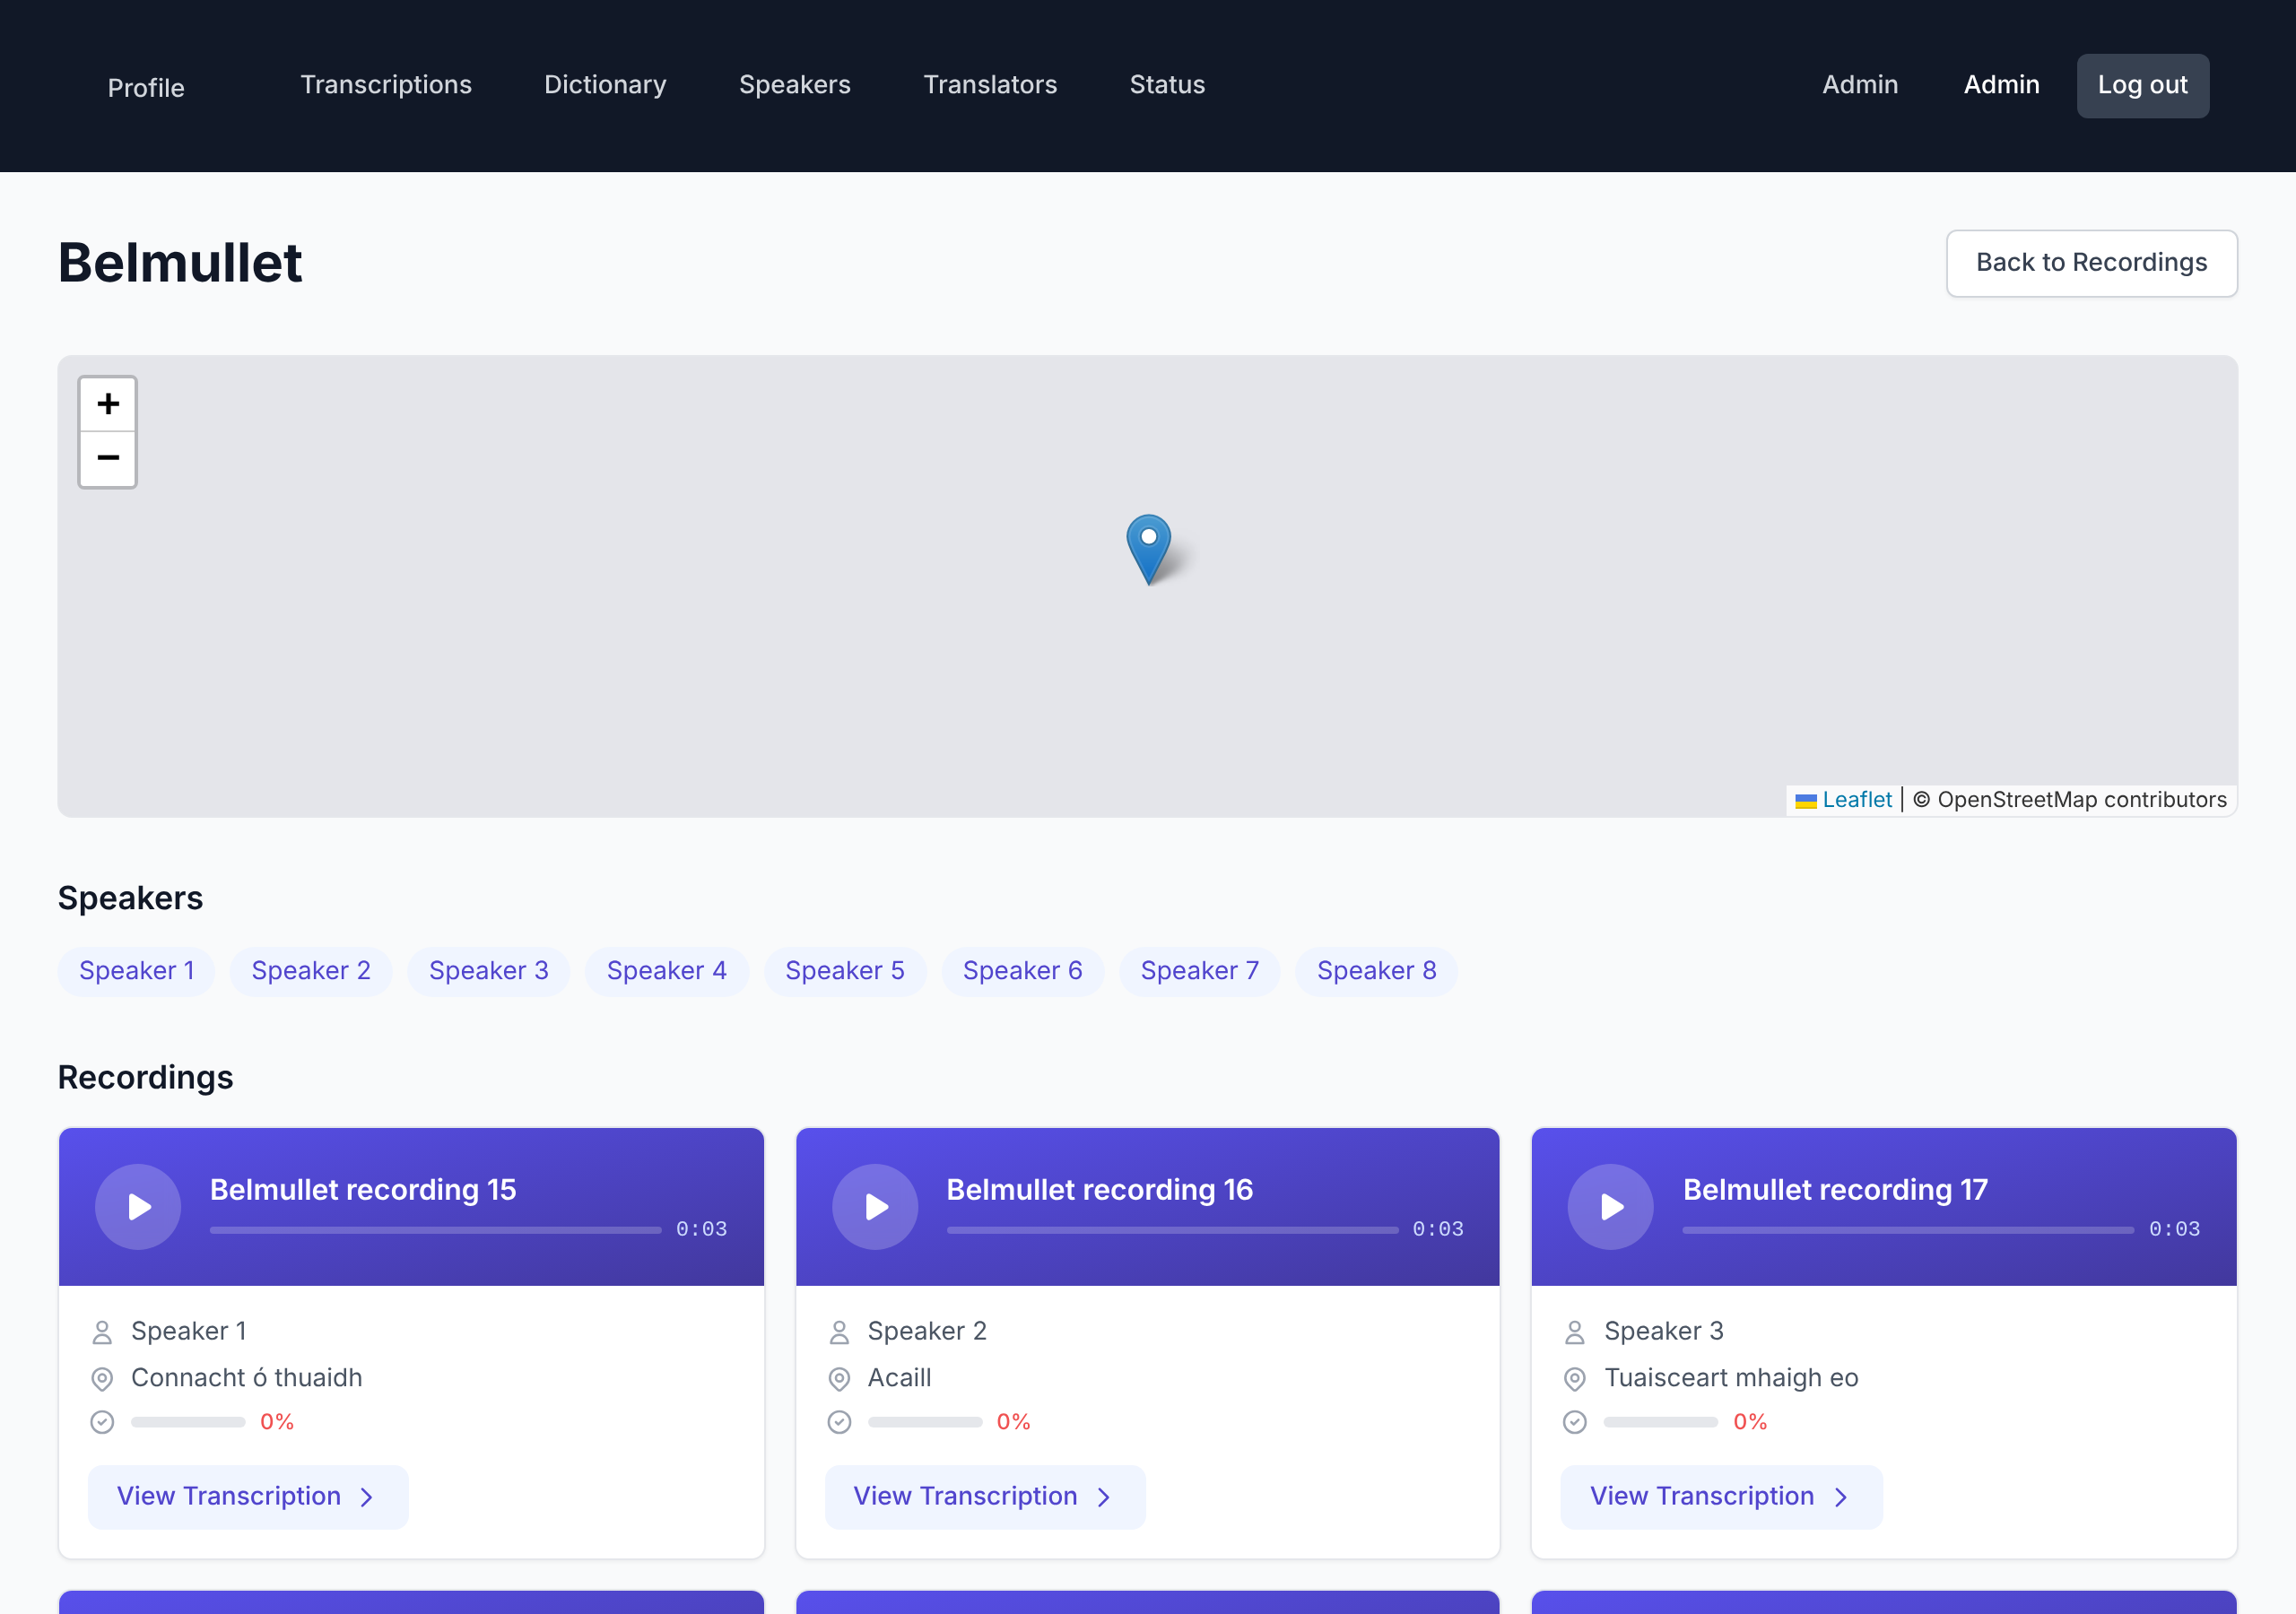 Profile Transcriptions Dictionary Speakers Translators Status Admin Admin Log out
Belmullet Back to Recordings
+
−
Leaflet | © OpenStreetMap contributors
Speakers
Speaker 1 Speaker 2 Speaker 3 Speaker 4 Speaker 5 Speaker 6 Speaker 7 Speaker 8
Recordings
Belmullet recording 15
0:03
Speaker 1
Connacht ó thuaidh
0%
View Transcription
Belmullet recording 16
0:03
Speaker 2
Acaill
0%
View Transcription
Belmullet recording 17
0:03
Speaker 3
Tuaisceart mhaigh eo
0%
View Transcription